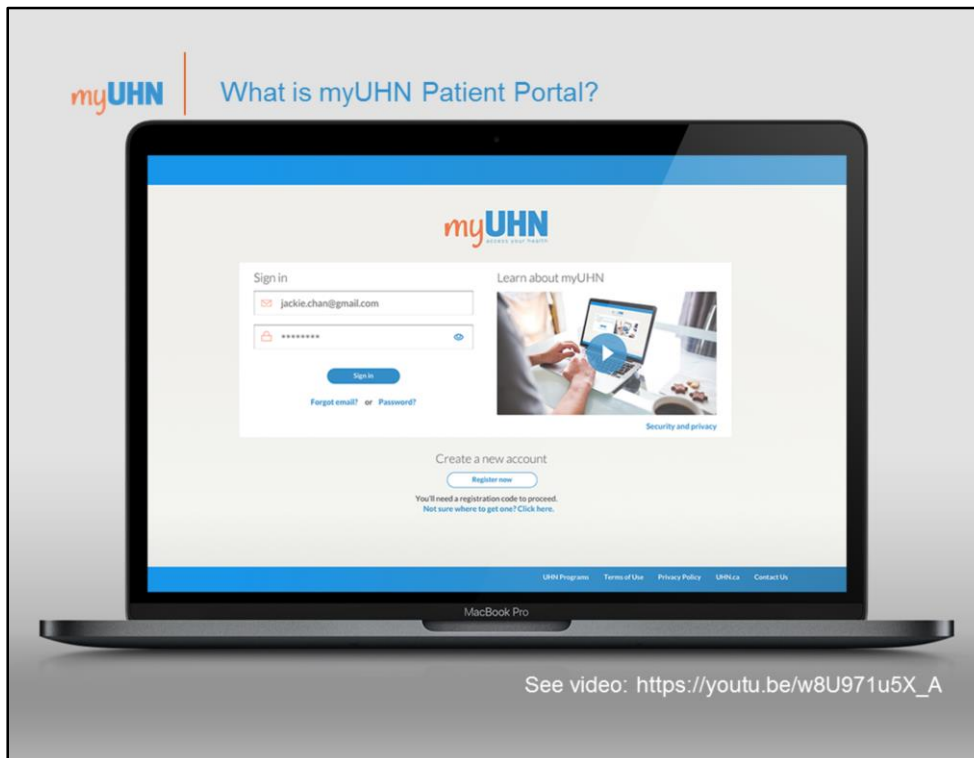 myUHN
What is myUHN Patient Portal?
myUHN
access your health
Sign in
jackie.chan@gmail.com
********
Sign in
Forgot email? or Password?
Learn about myUHN
Security and privacy
Create a new account
Register now
You'll need a registration code to proceed.
Not sure where to get one? Click here.
UHN Programs Terms of Use Privacy Policy UHN.ca Contact Us
MacBook Pro
See video: https://youtu.be/w8U971u5X_A